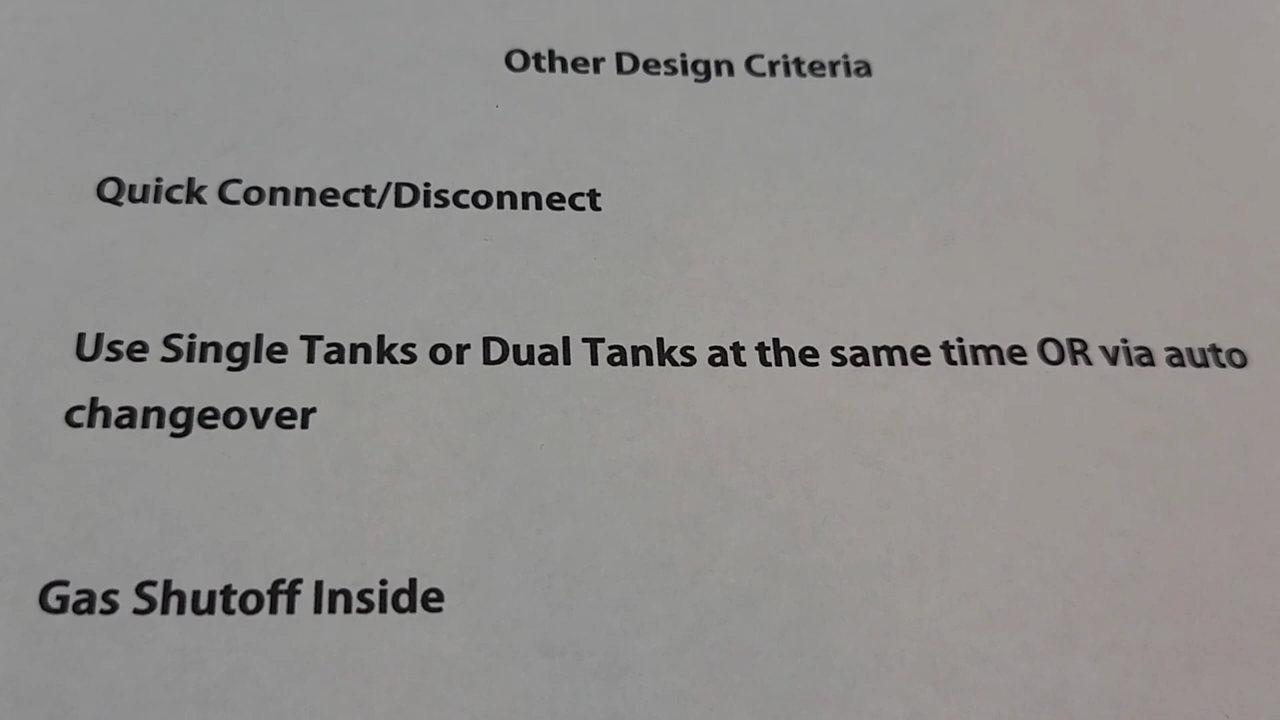 Other Design Criteria
Quick Connect/Disconnect
Use Single Tanks or Dual Tanks at the same time OR via auto
changeover
Gas Shutoff Inside